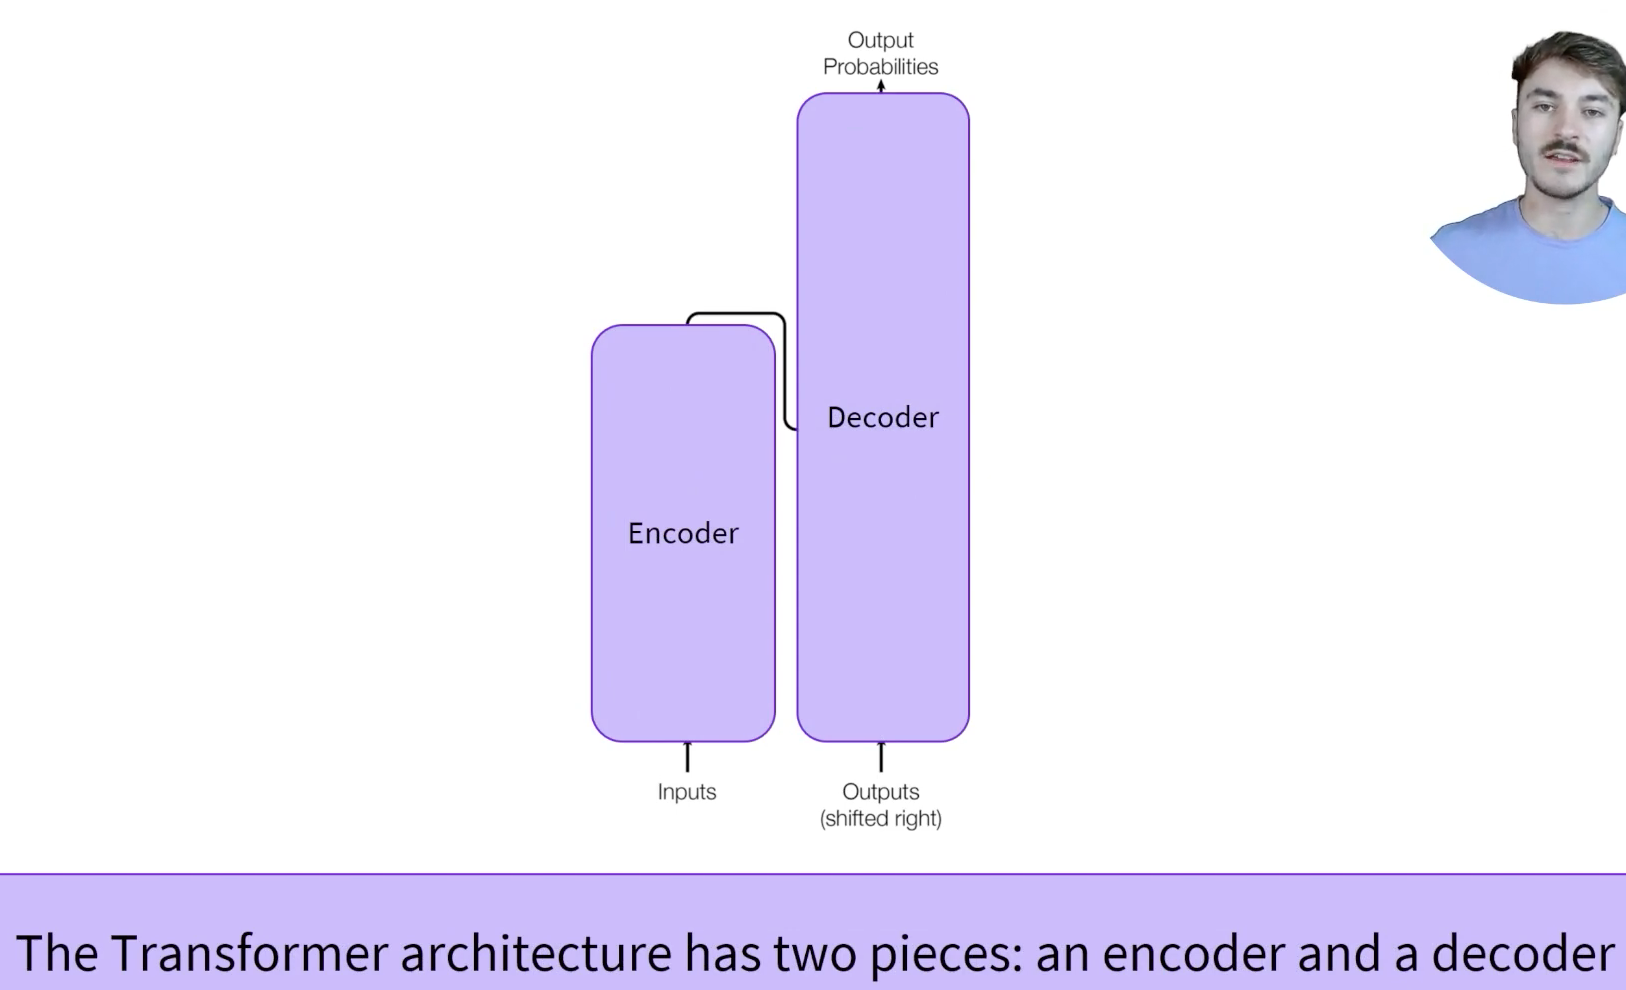 Output
Probabilities
Decoder
Encoder
Inputs
Outputs
(shifted right)
The Transformer architecture has two pieces: an encoder and a decoder